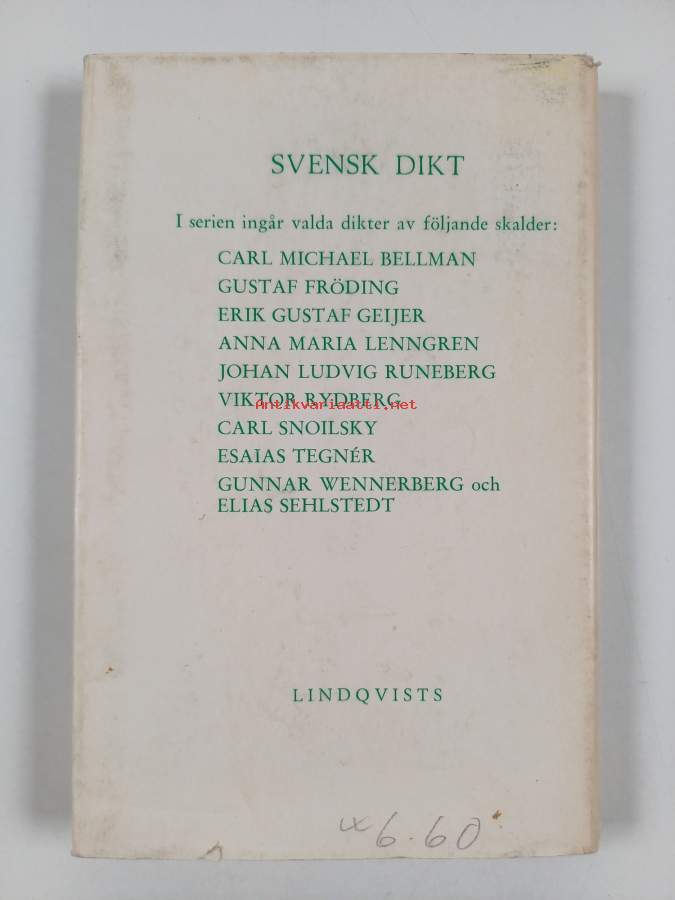 SVENSK DIKT
I serien ingår valda dikter av följande skalder:
CARL MICHAEL BELLMAN
GUSTAF FRÖDING
ERIK GUSTAF GEIJER
ANNA MARIA LENNGREN
JOHAN LUDVIG RUNEBERG
VIKTOR RYDBERG
Antikvariaatti.net
CARL SNOILSKY
ESAIAS TEGNÉR
GUNNAR WENNERBERG och
ELIAS SEHLSTEDT
LINDQVISTS
6.60